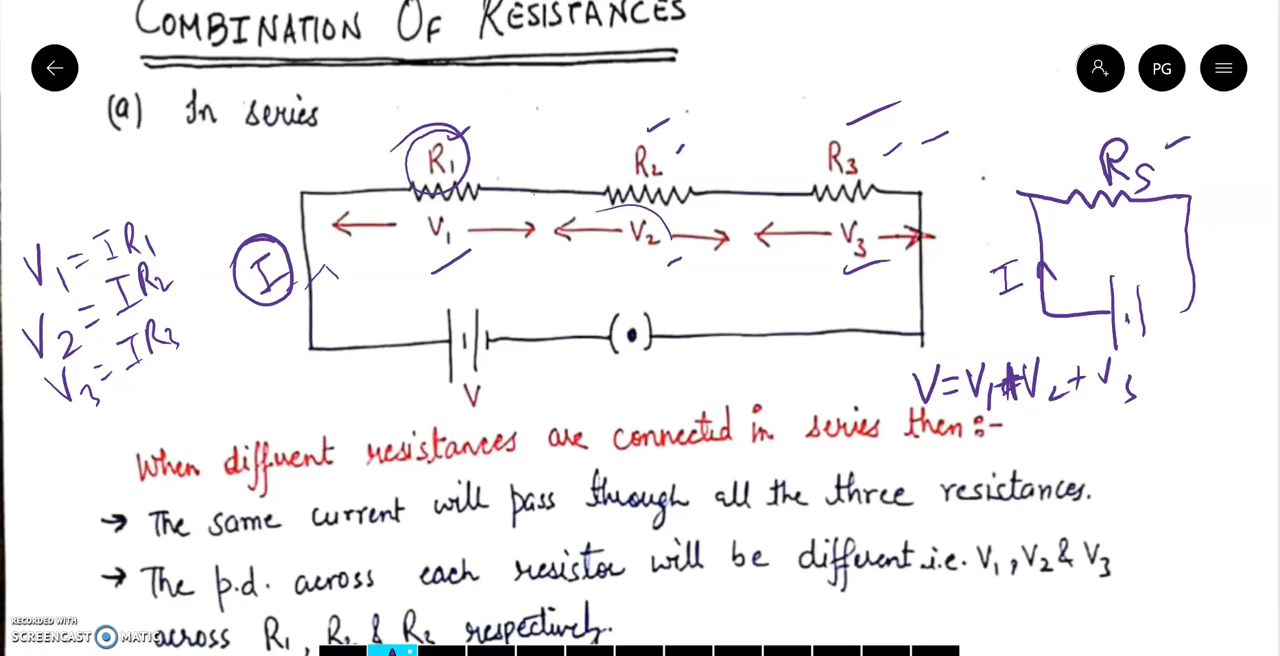 COMBINATION OF RESISTANCES
PG
(a) In series
R1 R2 R3
RS
V1 V2 V3
V1 = IR1
V2 = IR2
V3 = IR3
I
I
V
V = V1 + V2 + V3
When diffuent resistances are connected in series then :-
→ The same current will pass through all the three resistances.
→ The p.d. across each resistor will be different i.e. V1, V2 & V3
across R1, R2 & R3 respectively.
RECORDED WITH
SCREENCAST MATIC